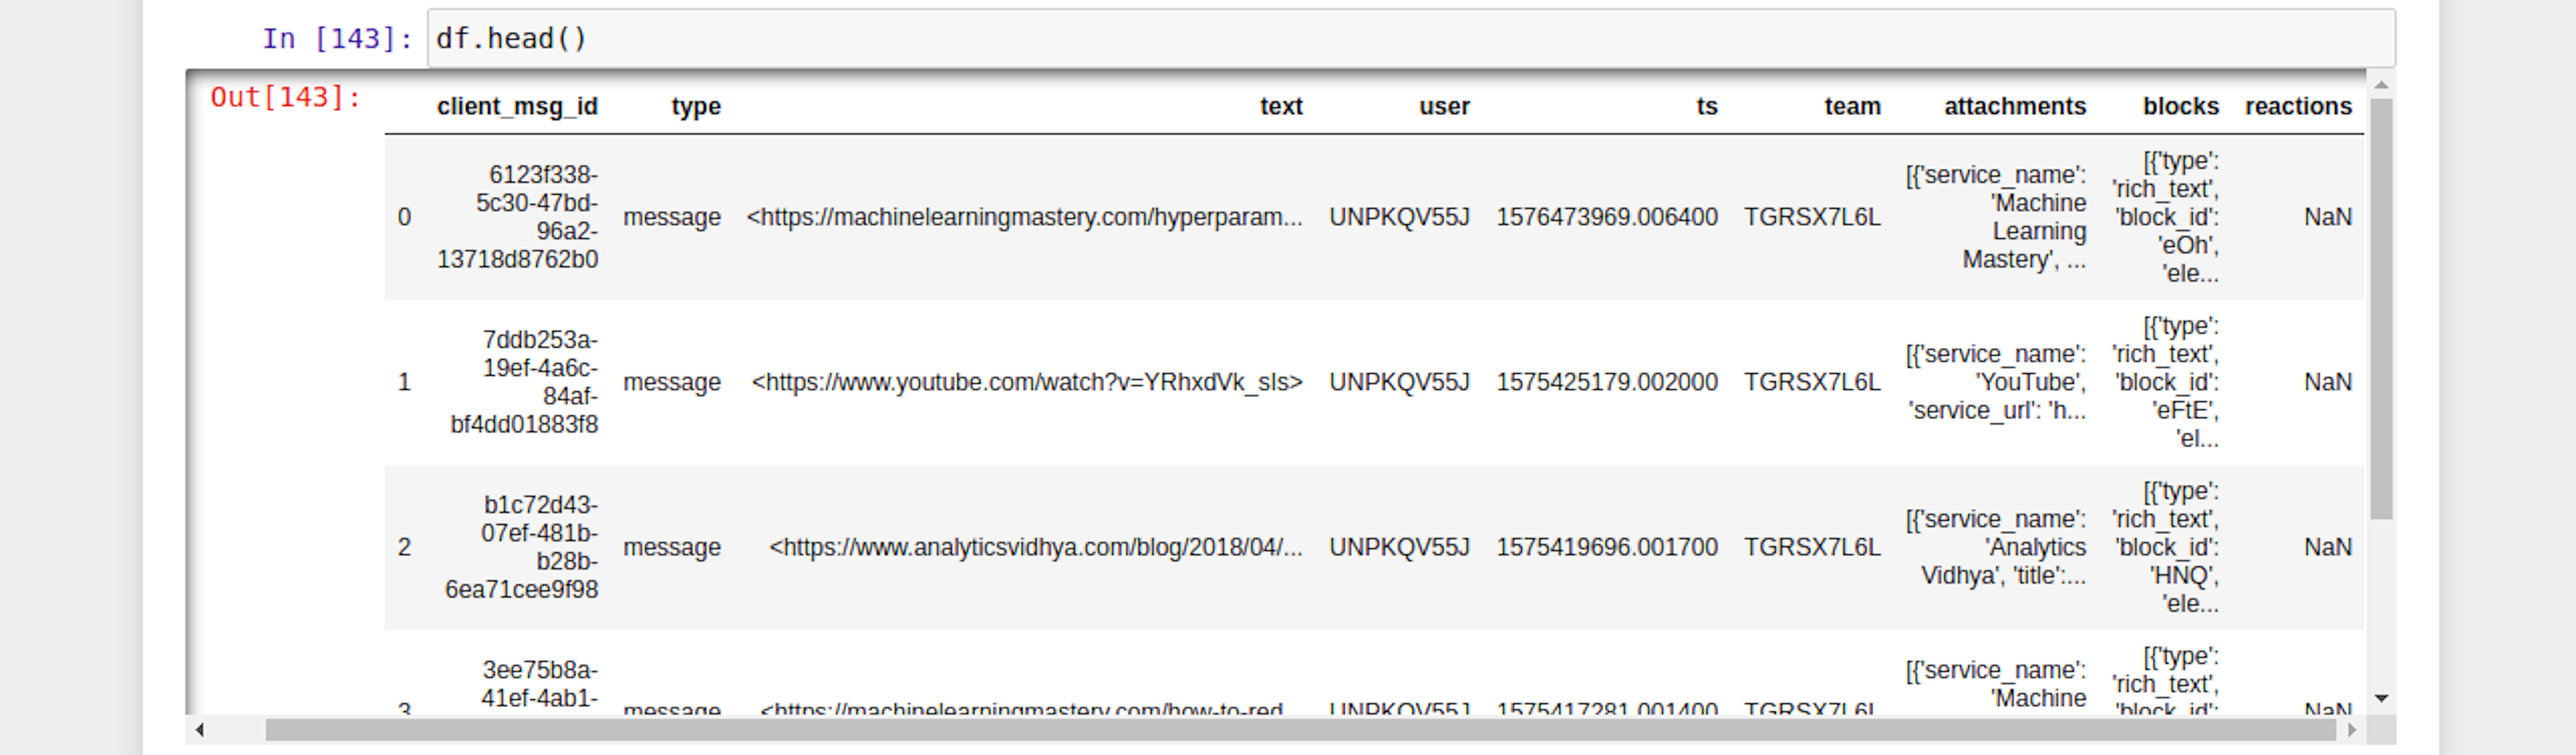 In [143]: df.head()
Out[143]:
client_msg_id type text user ts team attachments blocks reactions
0 6123f338-5c30-47bd-96a2-13718d8762b0 message <https://machinelearningmastery.com/hyperparam... UNPKQV55J 1576473969.006400 TGRSX7L6L [{'service_name': 'Machine Learning Mastery', ... [{'type': 'rich_text', 'block_id': 'eOh', 'ele... NaN
1 7ddb253a-19ef-4a6c-84af-bf4dd01883f8 message <https://www.youtube.com/watch?v=YRhxdVk_sIs> UNPKQV55J 1575425179.002000 TGRSX7L6L [{'service_name': 'YouTube', 'service_url': 'h... [{'type': 'rich_text', 'block_id': 'eFtE', 'el... NaN
2 b1c72d43-07ef-481b-b28b-6ea71cee9f98 message <https://www.analyticsvidhya.com/blog/2018/04/... UNPKQV55J 1575419696.001700 TGRSX7L6L [{'service_name': 'Analytics Vidhya', 'title':... [{'type': 'rich_text', 'block_id': 'HNQ', 'ele... NaN
3 3ee75b8a-41ef-4ab1- message <https://machinelearningmastery.com/how-to-red... UNPKQV55J 1575417281.001400 TGRSX7L6L [{'service_name': 'Machine [{'type': 'rich_text', 'block_id': NaN